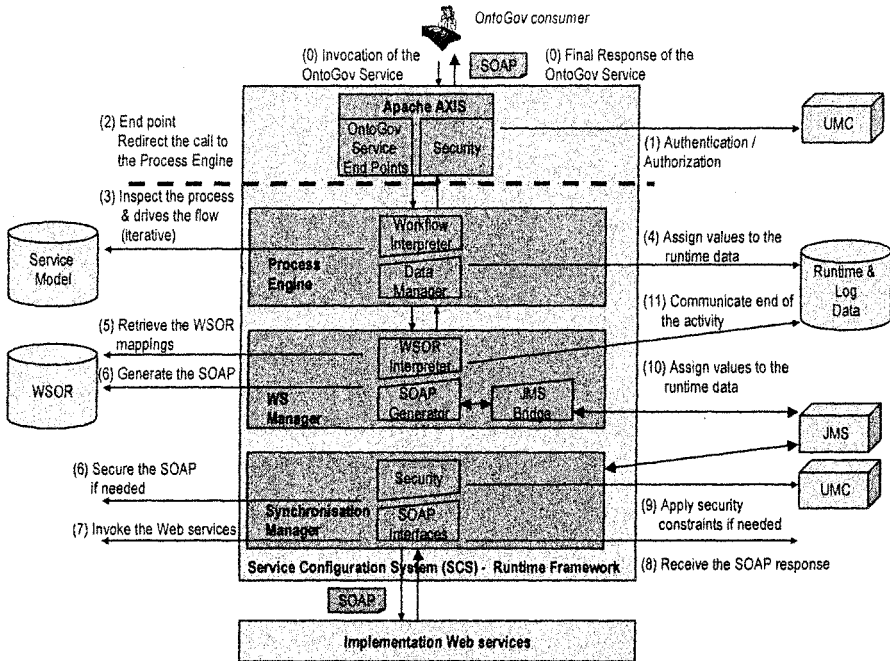 OntoGov consumer
(0) Invocation of the
OntoGov Service
SOAP
(0) Final Response of the
OntoGov Service
Apache AXIS
OntoGov
Service
End Points
Security
UMC
(1) Authentication /
Authorization
(2) End point
Redirect the call to
the Process Engine
(3) Inspect the process
& drives the flow
(iterative)
Service
Model
Process
Engine
Workflow
Interpreter
Data
Manager
(4) Assign values to the
runtime data
Runtime &
Log
Data
(11) Communicate end of
the activity
(5) Retrieve the WSOR
mappings
(6) Generate the SOAP
WSOR
WS
Manager
WSOR
Interpreter
SOAP
Generator
JMS
Bridge
(10) Assign values to the
runtime data
JMS
UMC
(6) Secure the SOAP
if needed
(7) Invoke the Web services
Synchronisation
Manager
Security
SOAP
Interfaces
(9) Apply security
constraints if needed
(8) Receive the SOAP response
Service Configuration System (SCS) - Runtime Framework
SOAP
Implementation Web services